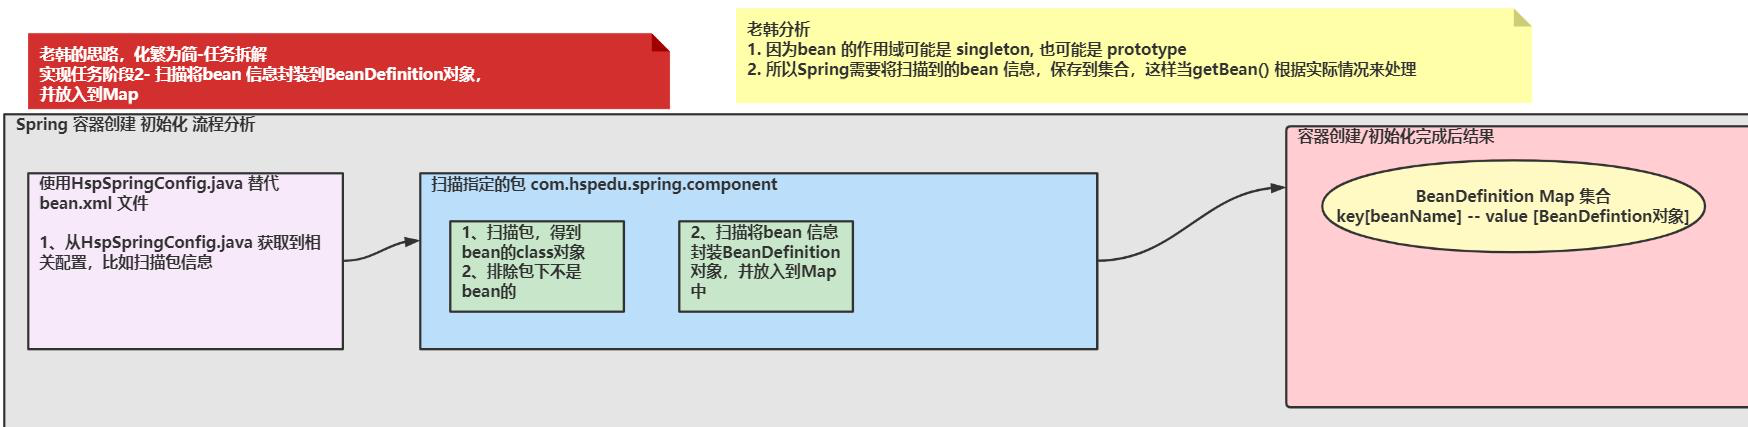 老韩的思路，化繁为简-任务拆解
实现任务阶段2- 扫描将bean 信息封装到BeanDefinition对象，
并放入到Map
老韩分析
1. 因为bean 的作用域可能是 singleton, 也可能是 prototype
2. 所以Spring需要将扫描到的bean 信息，保存到集合，这样当getBean() 根据实际情况来处理
Spring 容器创建 初始化 流程分析
使用HspSpringConfig.java 替代
bean.xml 文件
1、从HspSpringConfig.java 获取到相
关配置，比如扫描包信息
扫描指定的包 com.hspedu.spring.component
1、扫描包，得到
bean的class对象
2、排除包下不是
bean的
2、扫描将bean 信息
封装BeanDefinition
对象，并放入到Map
中
容器创建/初始化完成后结果
BeanDefinition Map 集合
key[beanName] -- value [BeanDefintion对象]